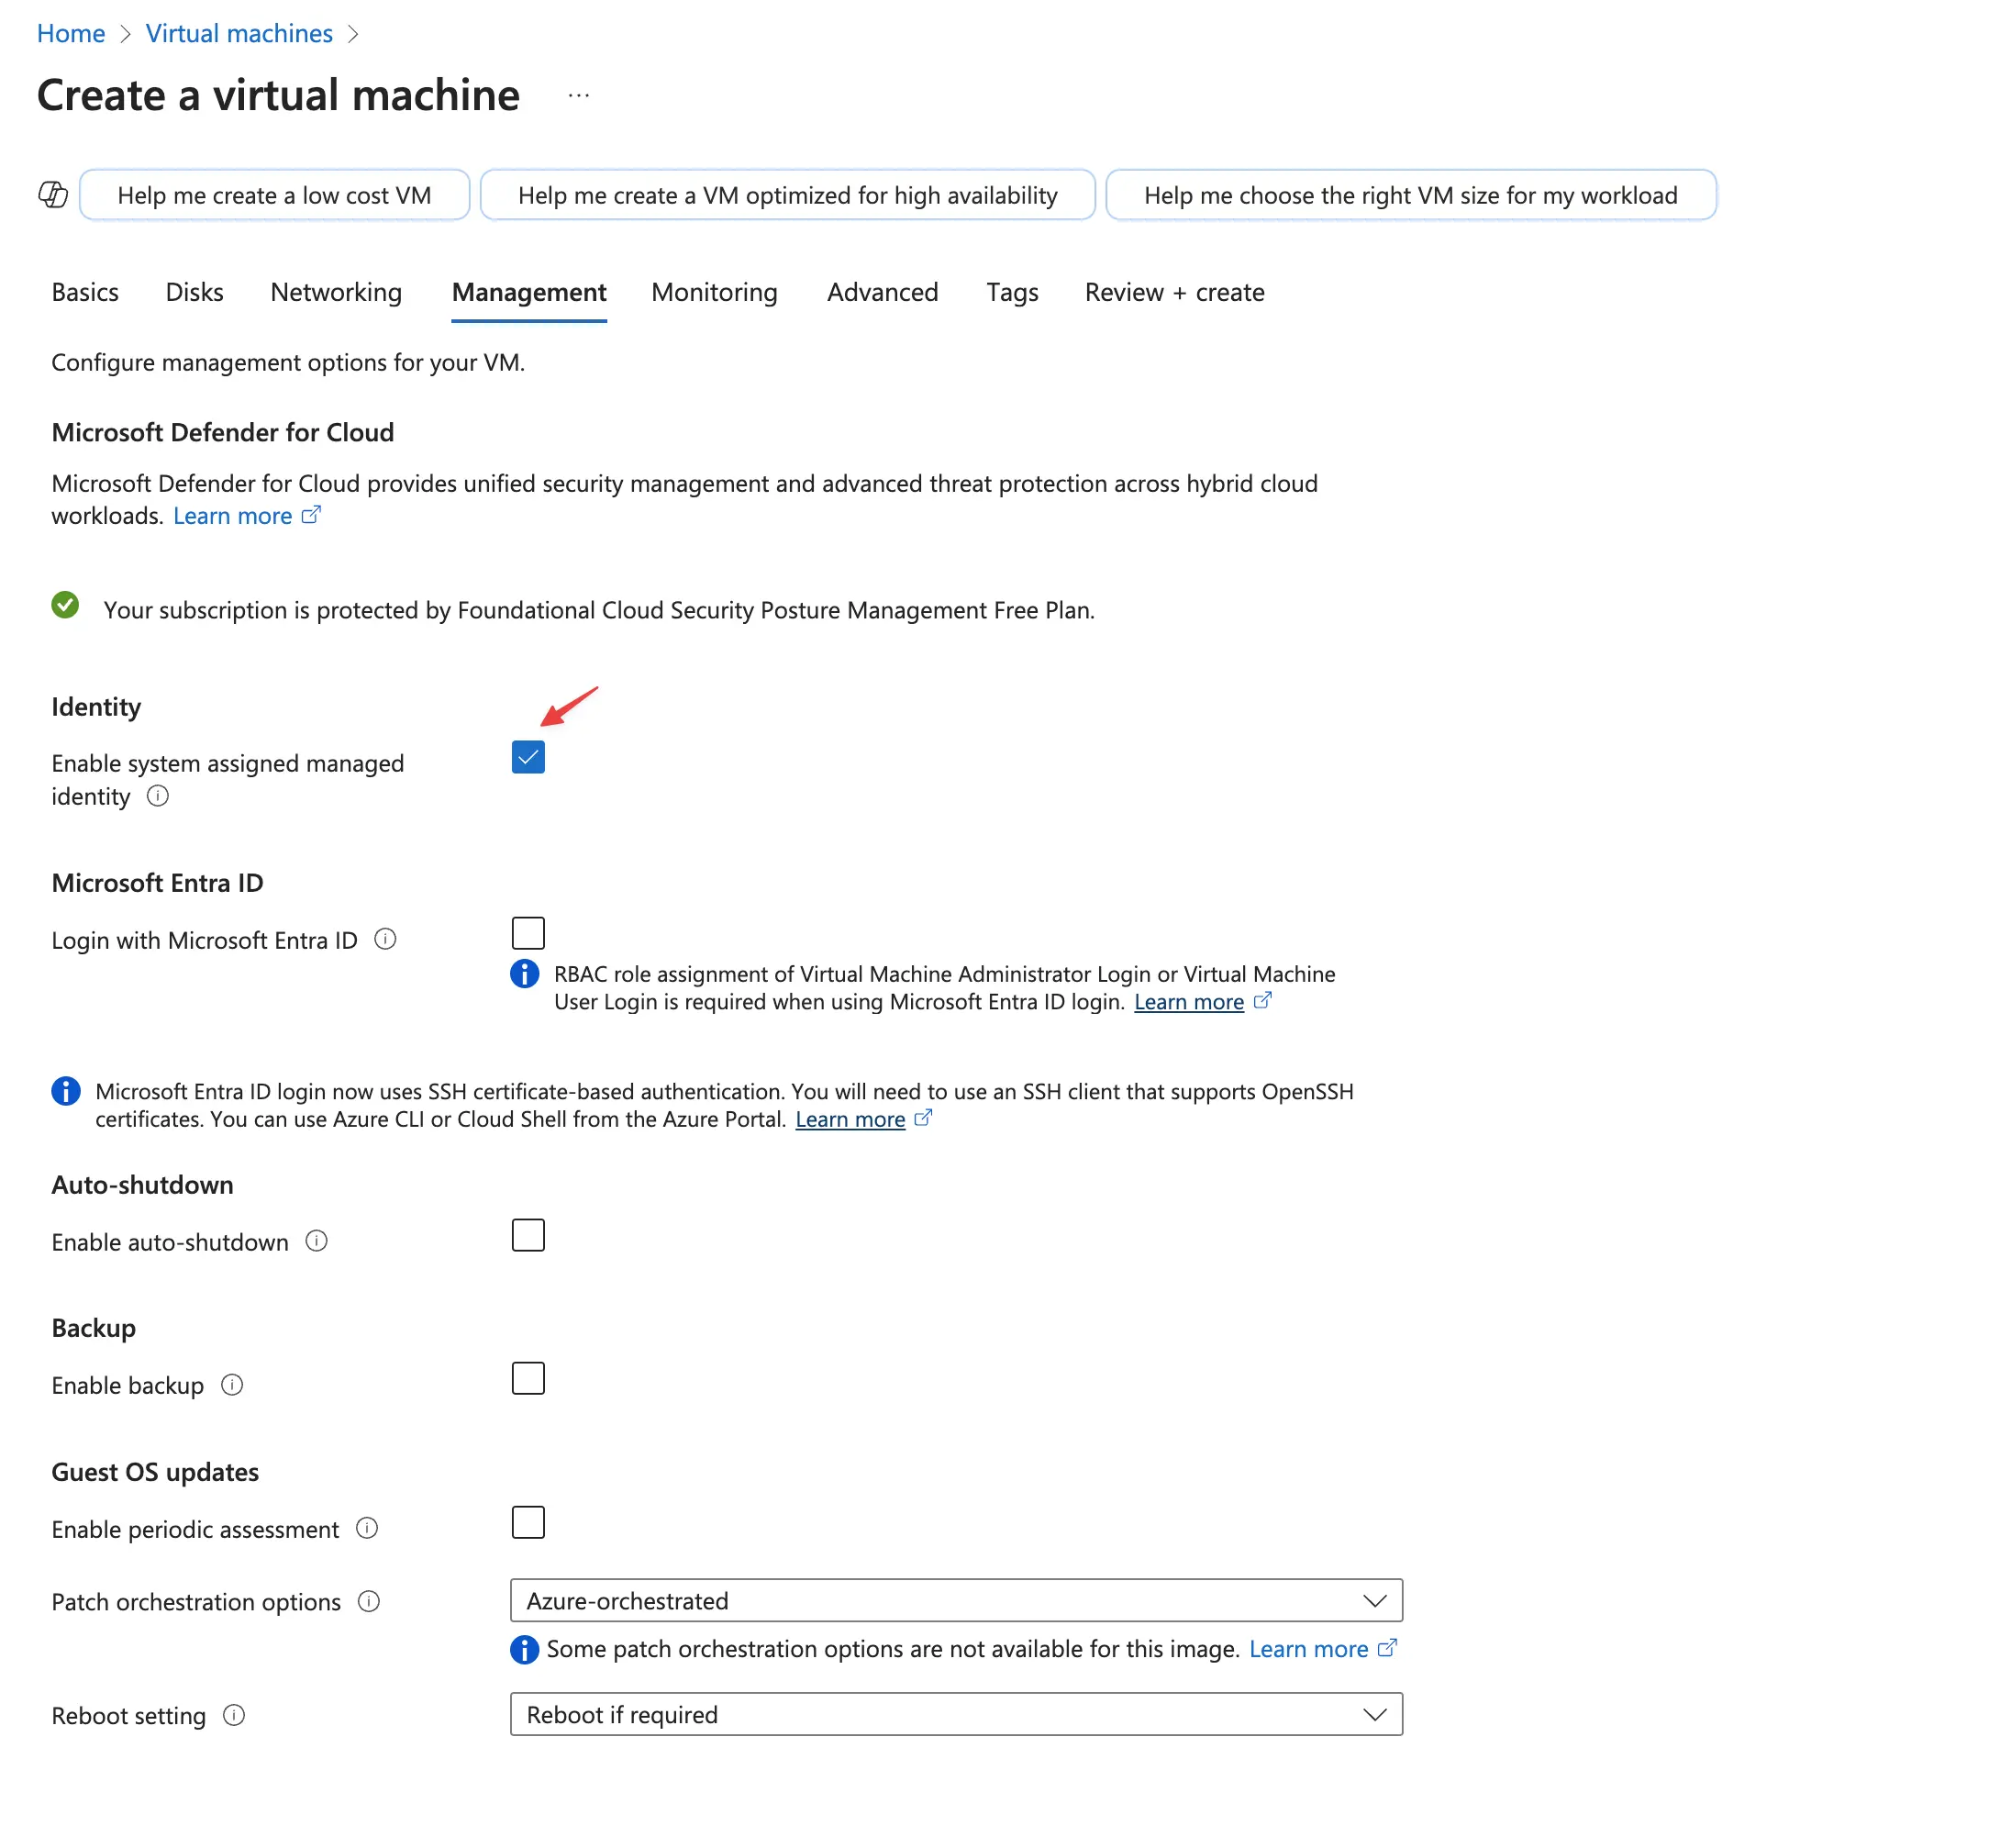 Home > Virtual machines >
Create a virtual machine ...
Help me create a low cost VM
Help me create a VM optimized for high availability
Help me choose the right VM size for my workload
Basics Disks Networking Management Monitoring Advanced Tags Review + create
Configure management options for your VM.
Microsoft Defender for Cloud
Microsoft Defender for Cloud provides unified security management and advanced threat protection across hybrid cloud
workloads. Learn more
Your subscription is protected by Foundational Cloud Security Posture Management Free Plan.
Identity
Enable system assigned managed
identity
Microsoft Entra ID
Login with Microsoft Entra ID
RBAC role assignment of Virtual Machine Administrator Login or Virtual Machine
User Login is required when using Microsoft Entra ID login. Learn more
Microsoft Entra ID login now uses SSH certificate-based authentication. You will need to use an SSH client that supports OpenSSH
certificates. You can use Azure CLI or Cloud Shell from the Azure Portal. Learn more
Auto-shutdown
Enable auto-shutdown
Backup
Enable backup
Guest OS updates
Enable periodic assessment
Patch orchestration options
Azure-orchestrated
Some patch orchestration options are not available for this image. Learn more
Reboot setting
Reboot if required